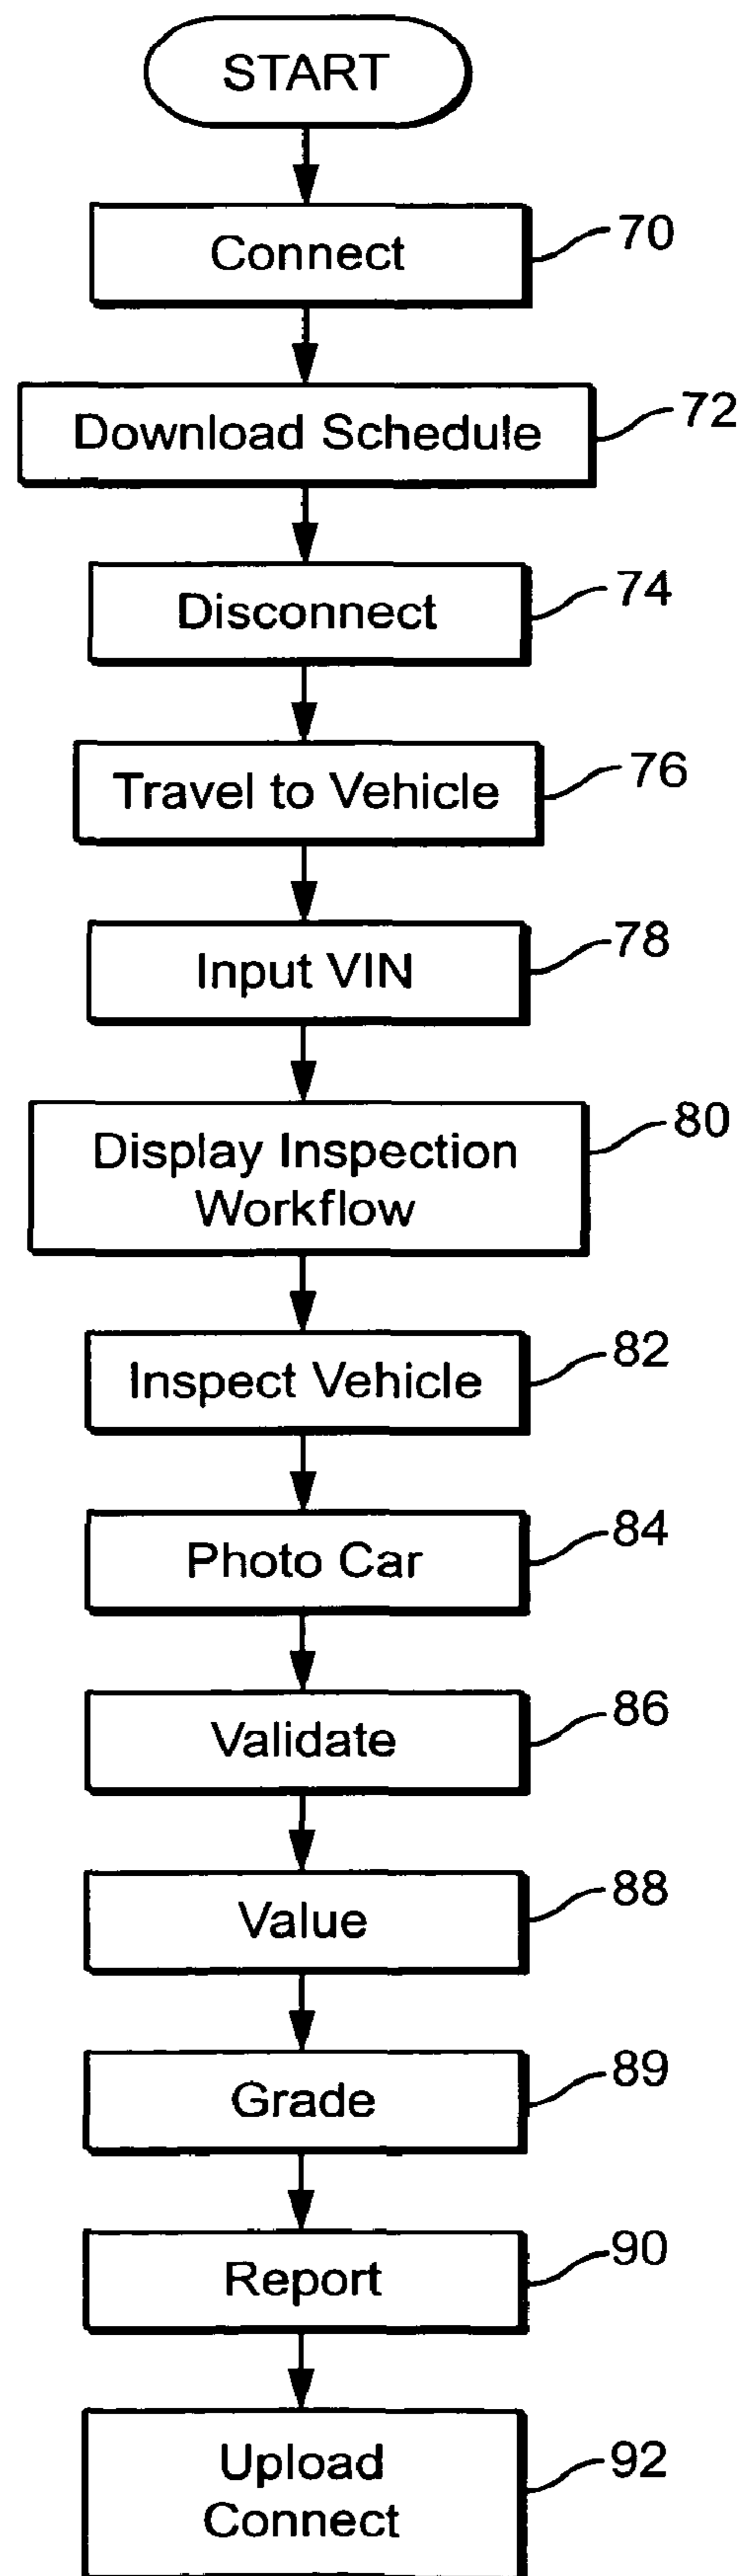 START
Connect
70
Download Schedule
72
Disconnect
74
Travel to Vehicle
76
Input VIN
78
Display Inspection
Workflow
80
Inspect Vehicle
82
Photo Car
84
Validate
86
Value
88
Grade
89
Report
90
Upload
Connect
92